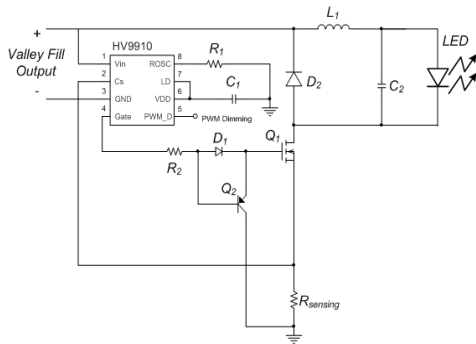 +
Valley Fill
Output
-
HV9910
1 Vin ROSC 8
2 Cs LD 7
3 GND VDD 6
4 Gate PWM_D 5
R1
C1
PWM Dimming
L1
D2
C2
LED
R2
D1
Q1
Q2
Rsensing